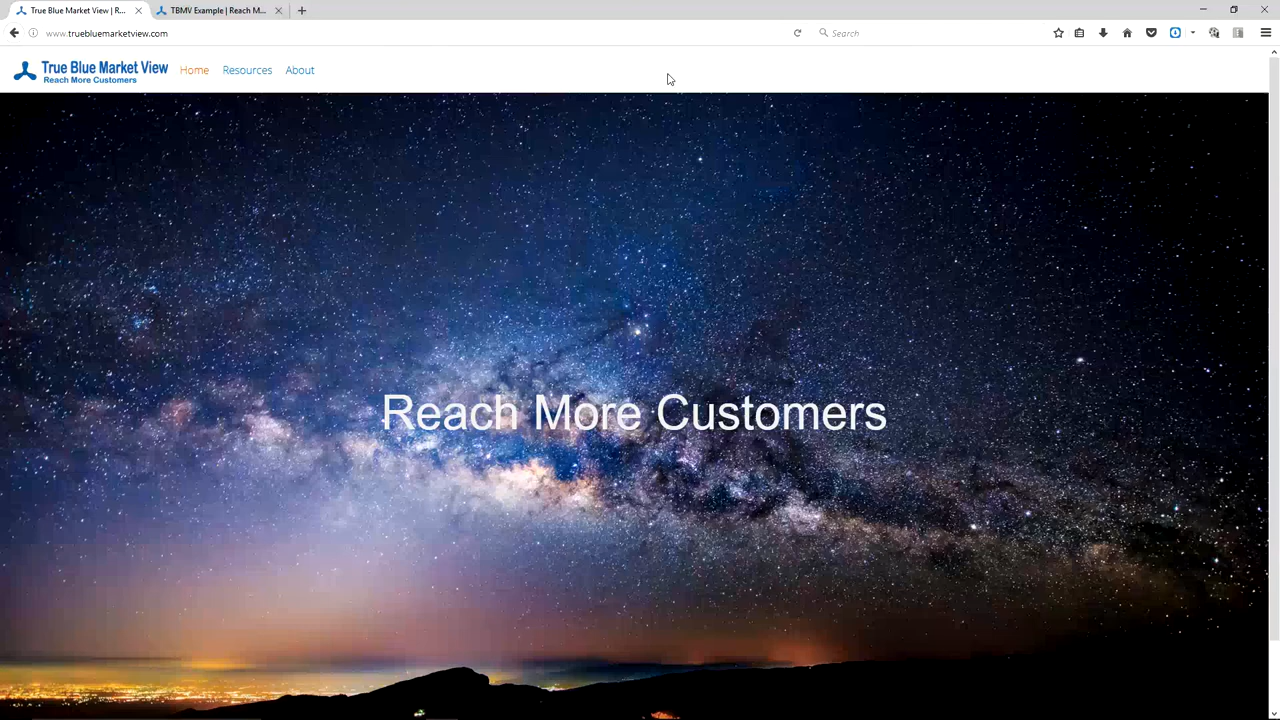 True Blue Market View | R...
TBMV Example | Reach M...
www.truebluemarketview.com
Search
True Blue Market View
Reach More Customers
Home
Resources
About
Reach More Customers